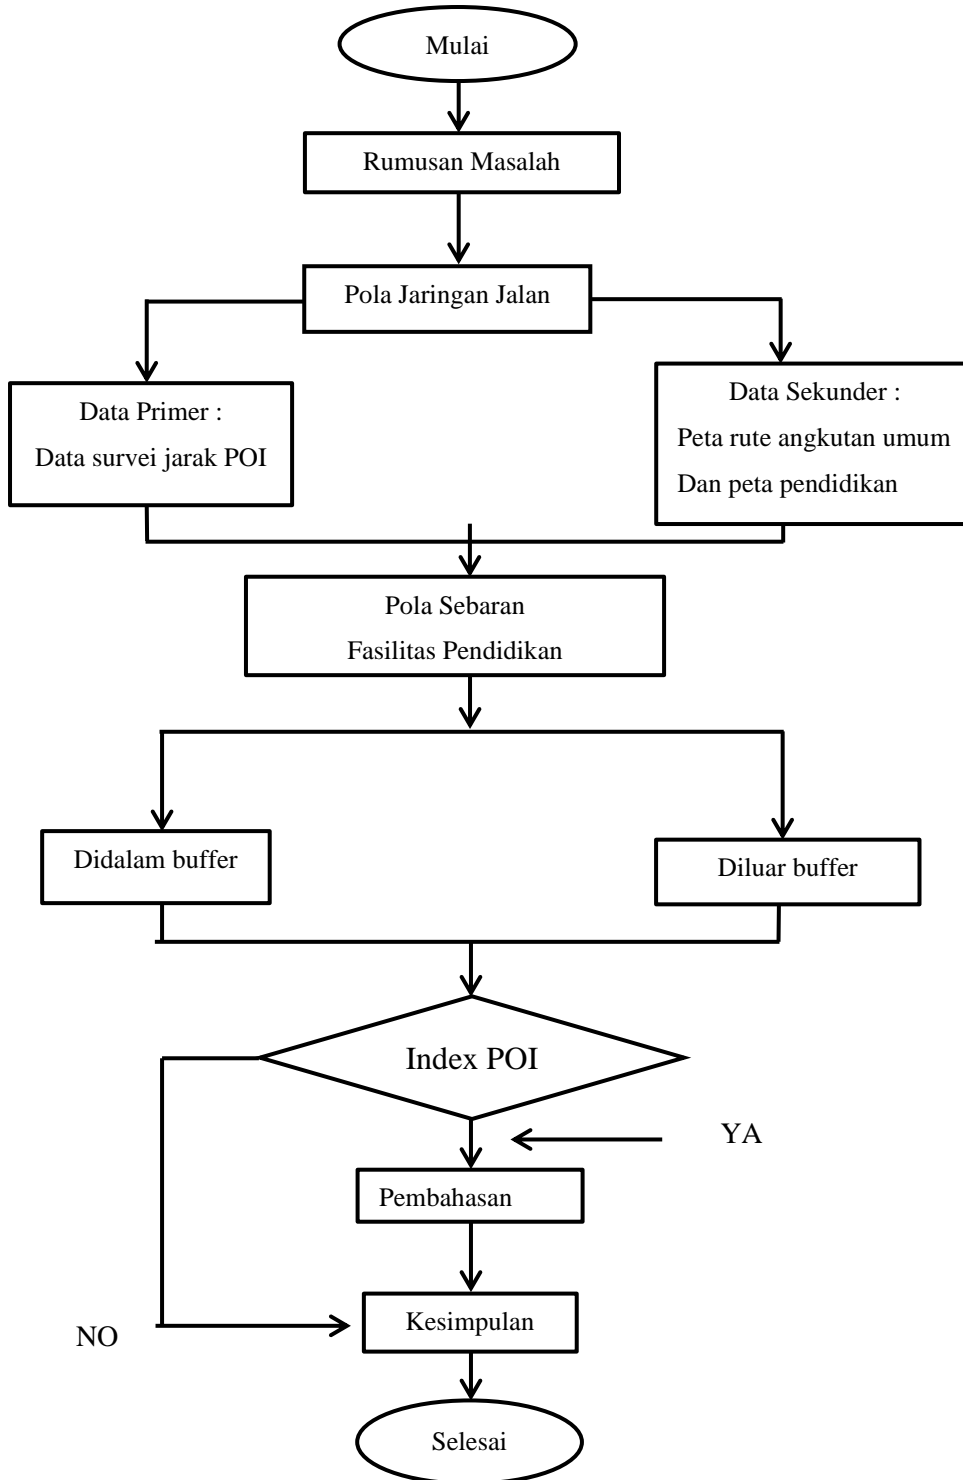 Mulai
Rumusan Masalah
Pola Jaringan Jalan
Data Primer :
Data survei jarak POI
Data Sekunder :
Peta rute angkutan umum
Dan peta pendidikan
Pola Sebaran
Fasilitas Pendidikan
Didalam buffer
Diluar buffer
Index POI
YA
Pembahasan
Kesimpulan
NO
Selesai